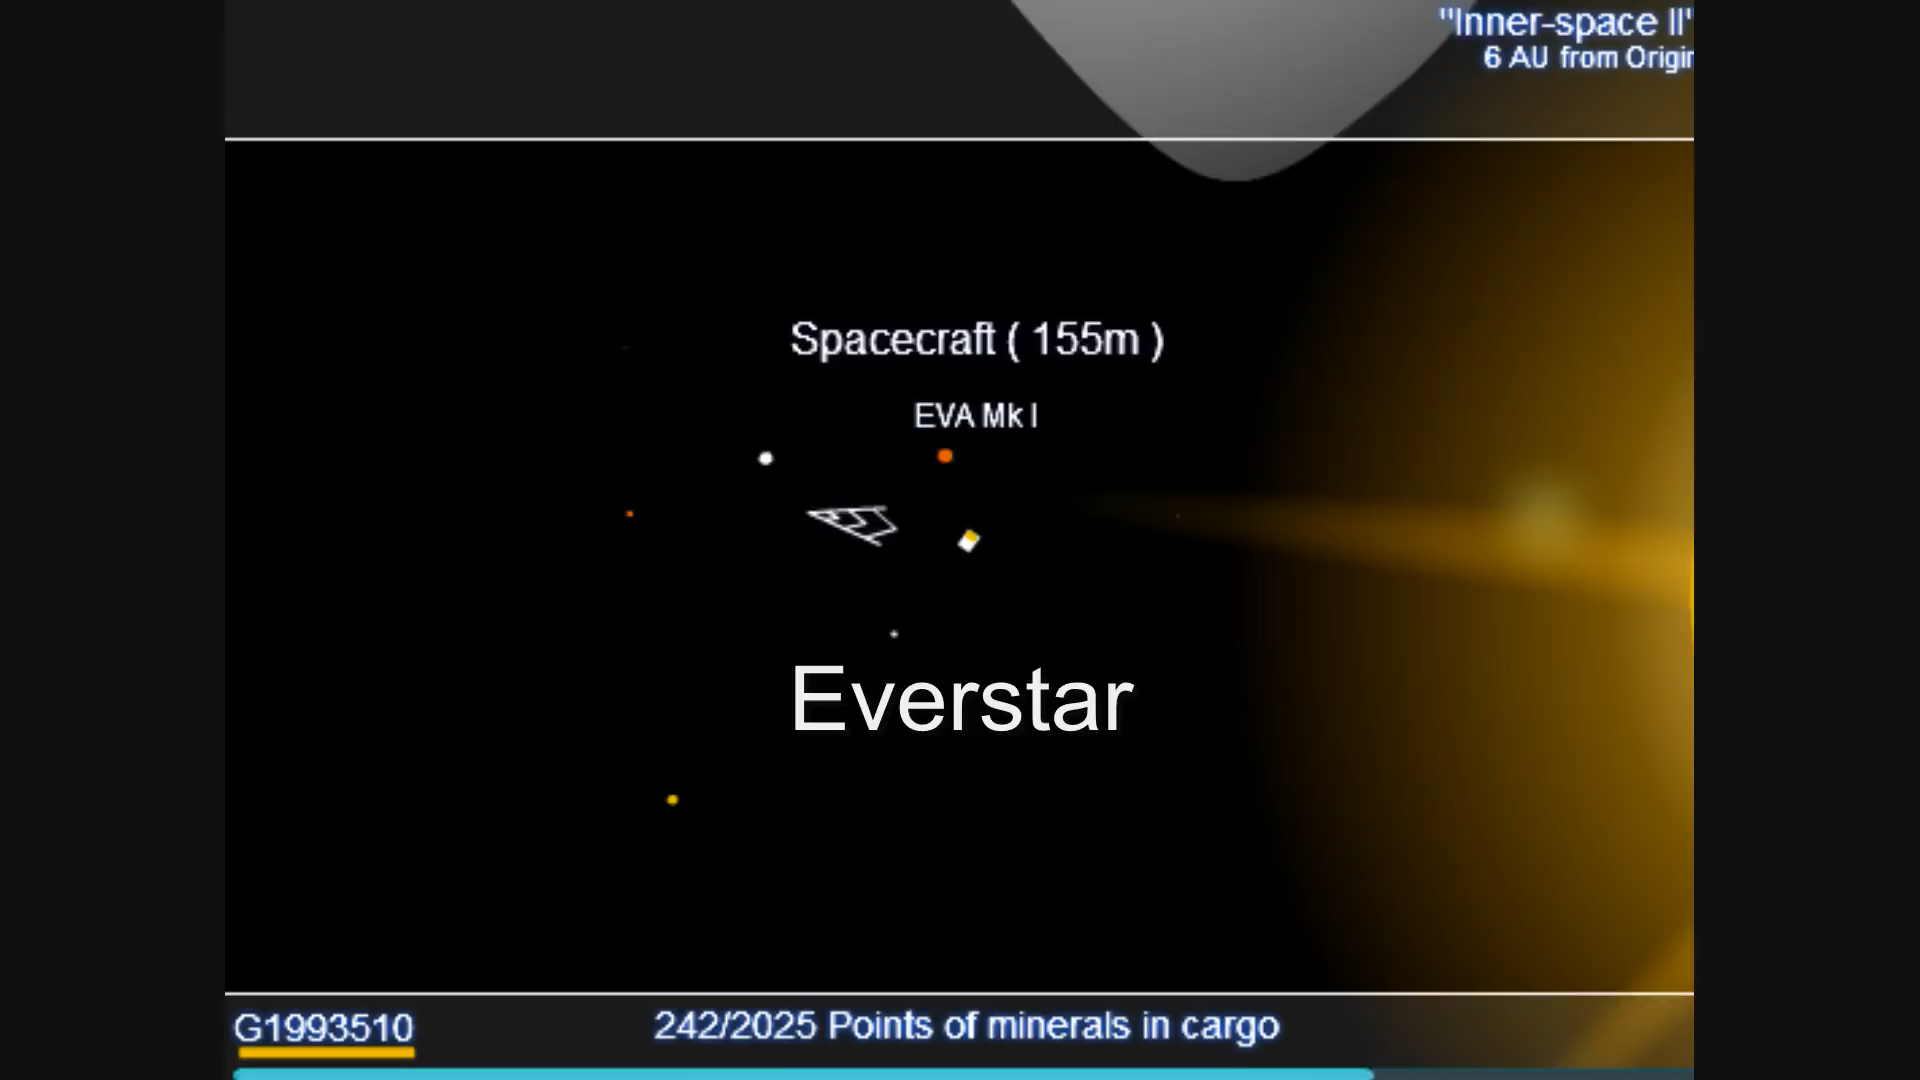 "Inner-space II"
6 AU from Origin
Spacecraft ( 155m )
EVA Mk I
Everstar
G1993510
242/2025 Points of minerals in cargo